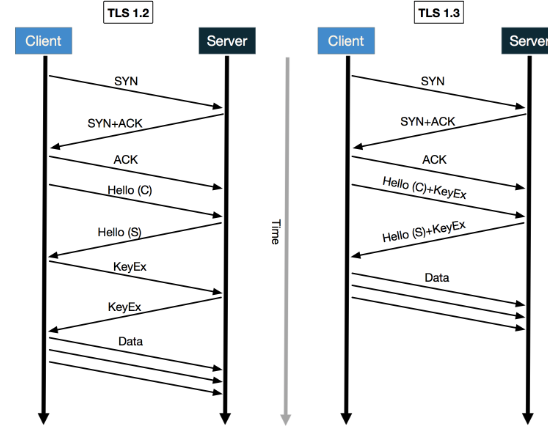 TLS 1.2
Client
Server
SYN
SYN+ACK
ACK
Hello (C)
Hello (S)
KeyEx
KeyEx
Data
Time
TLS 1.3
Client
Server
SYN
SYN+ACK
ACK
Hello (C)+KeyEx
Hello (S)+KeyEx
Data